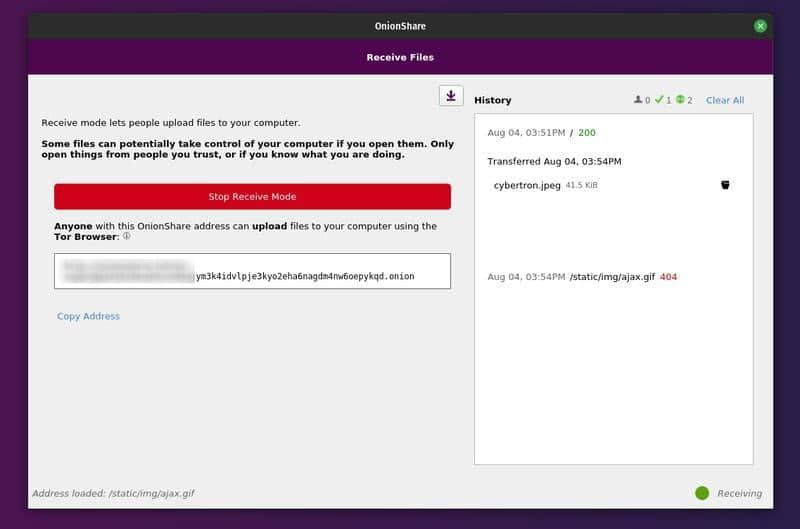 OnionShare
Receive Files
Receive mode lets people upload files to your computer.
Some files can potentially take control of your computer if you open them. Only
open things from people you trust, or if you know what you are doing.
Stop Receive Mode
Anyone with this OnionShare address can upload files to your computer using the
Tor Browser: ⓘ
ym3k4idvlpje3kyo2eha6nagdm4nw6oepykqd.onion
Copy Address
History
0 1 2 Clear All
Aug 04, 03:51PM / 200
Transferred Aug 04, 03:54PM
cybertron.jpeg 41.5 KiB
Aug 04, 03:54PM /static/img/ajax.gif 404
Address loaded: /static/img/ajax.gif
Receiving